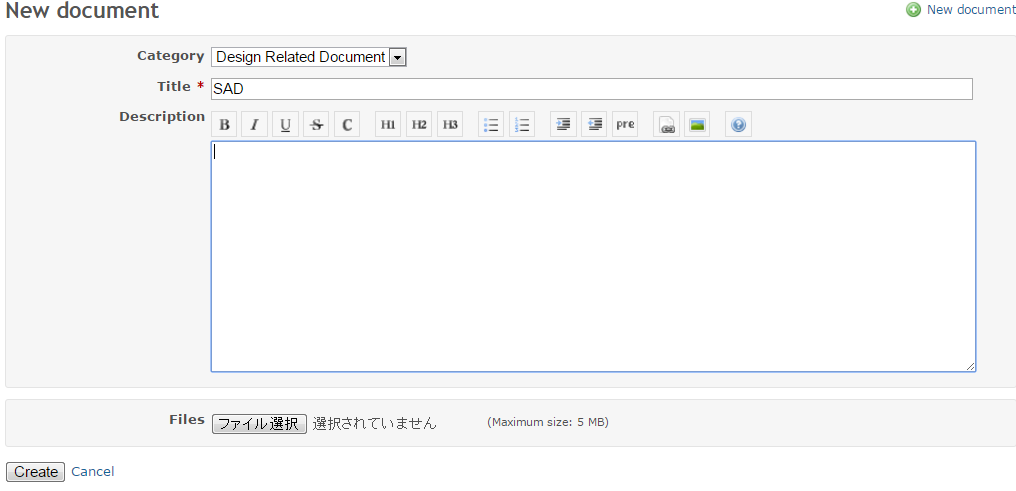 New document
New document
Category Design Related Document
Title * SAD
Description B I U S C H1 H2 H3 pre
Files ファイル選択 選択されていません (Maximum size: 5 MB)
Create Cancel